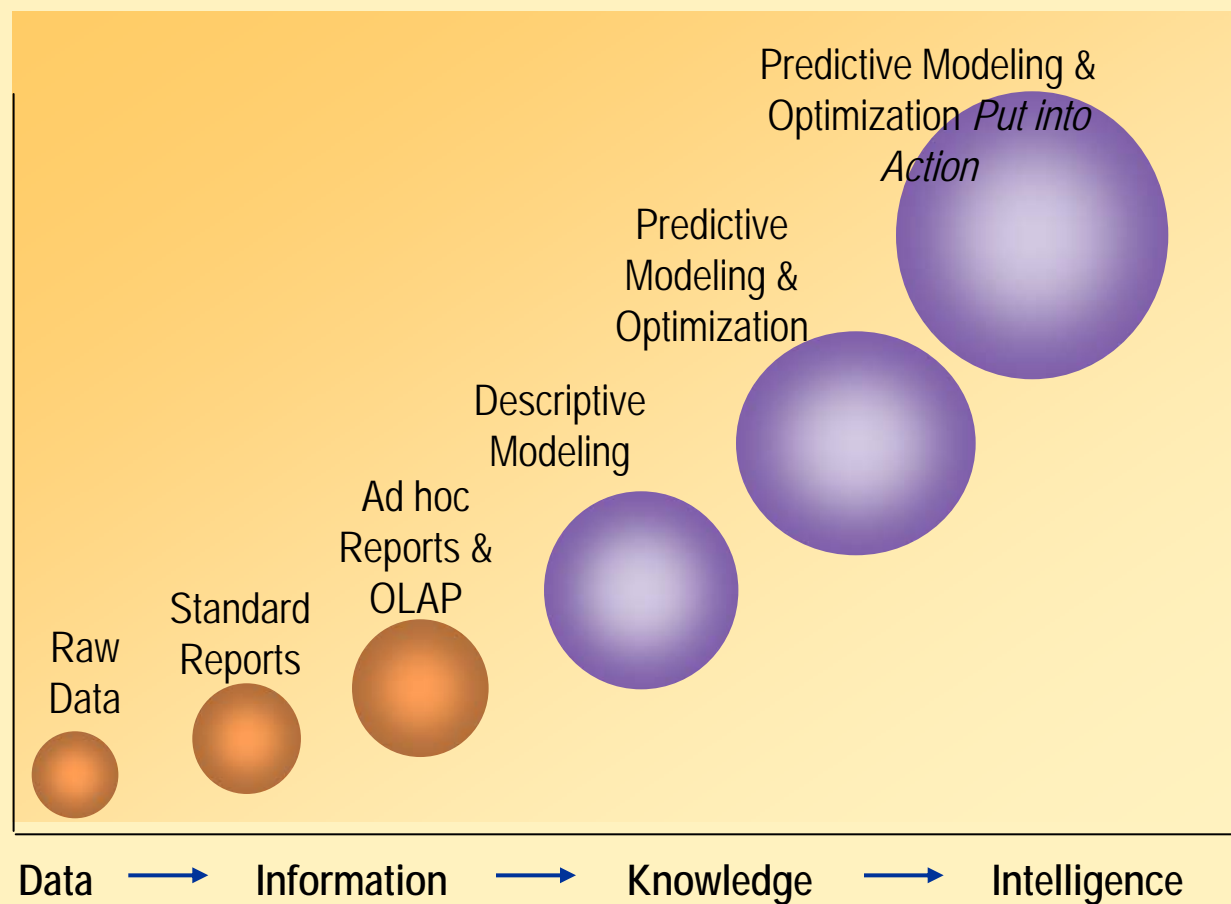 Predictive Modeling &
Optimization Put into
Action
Predictive
Modeling &
Optimization
Descriptive
Modeling
Ad hoc
Reports &
OLAP
Standard
Reports
Raw
Data
Data
Information
Knowledge
Intelligence